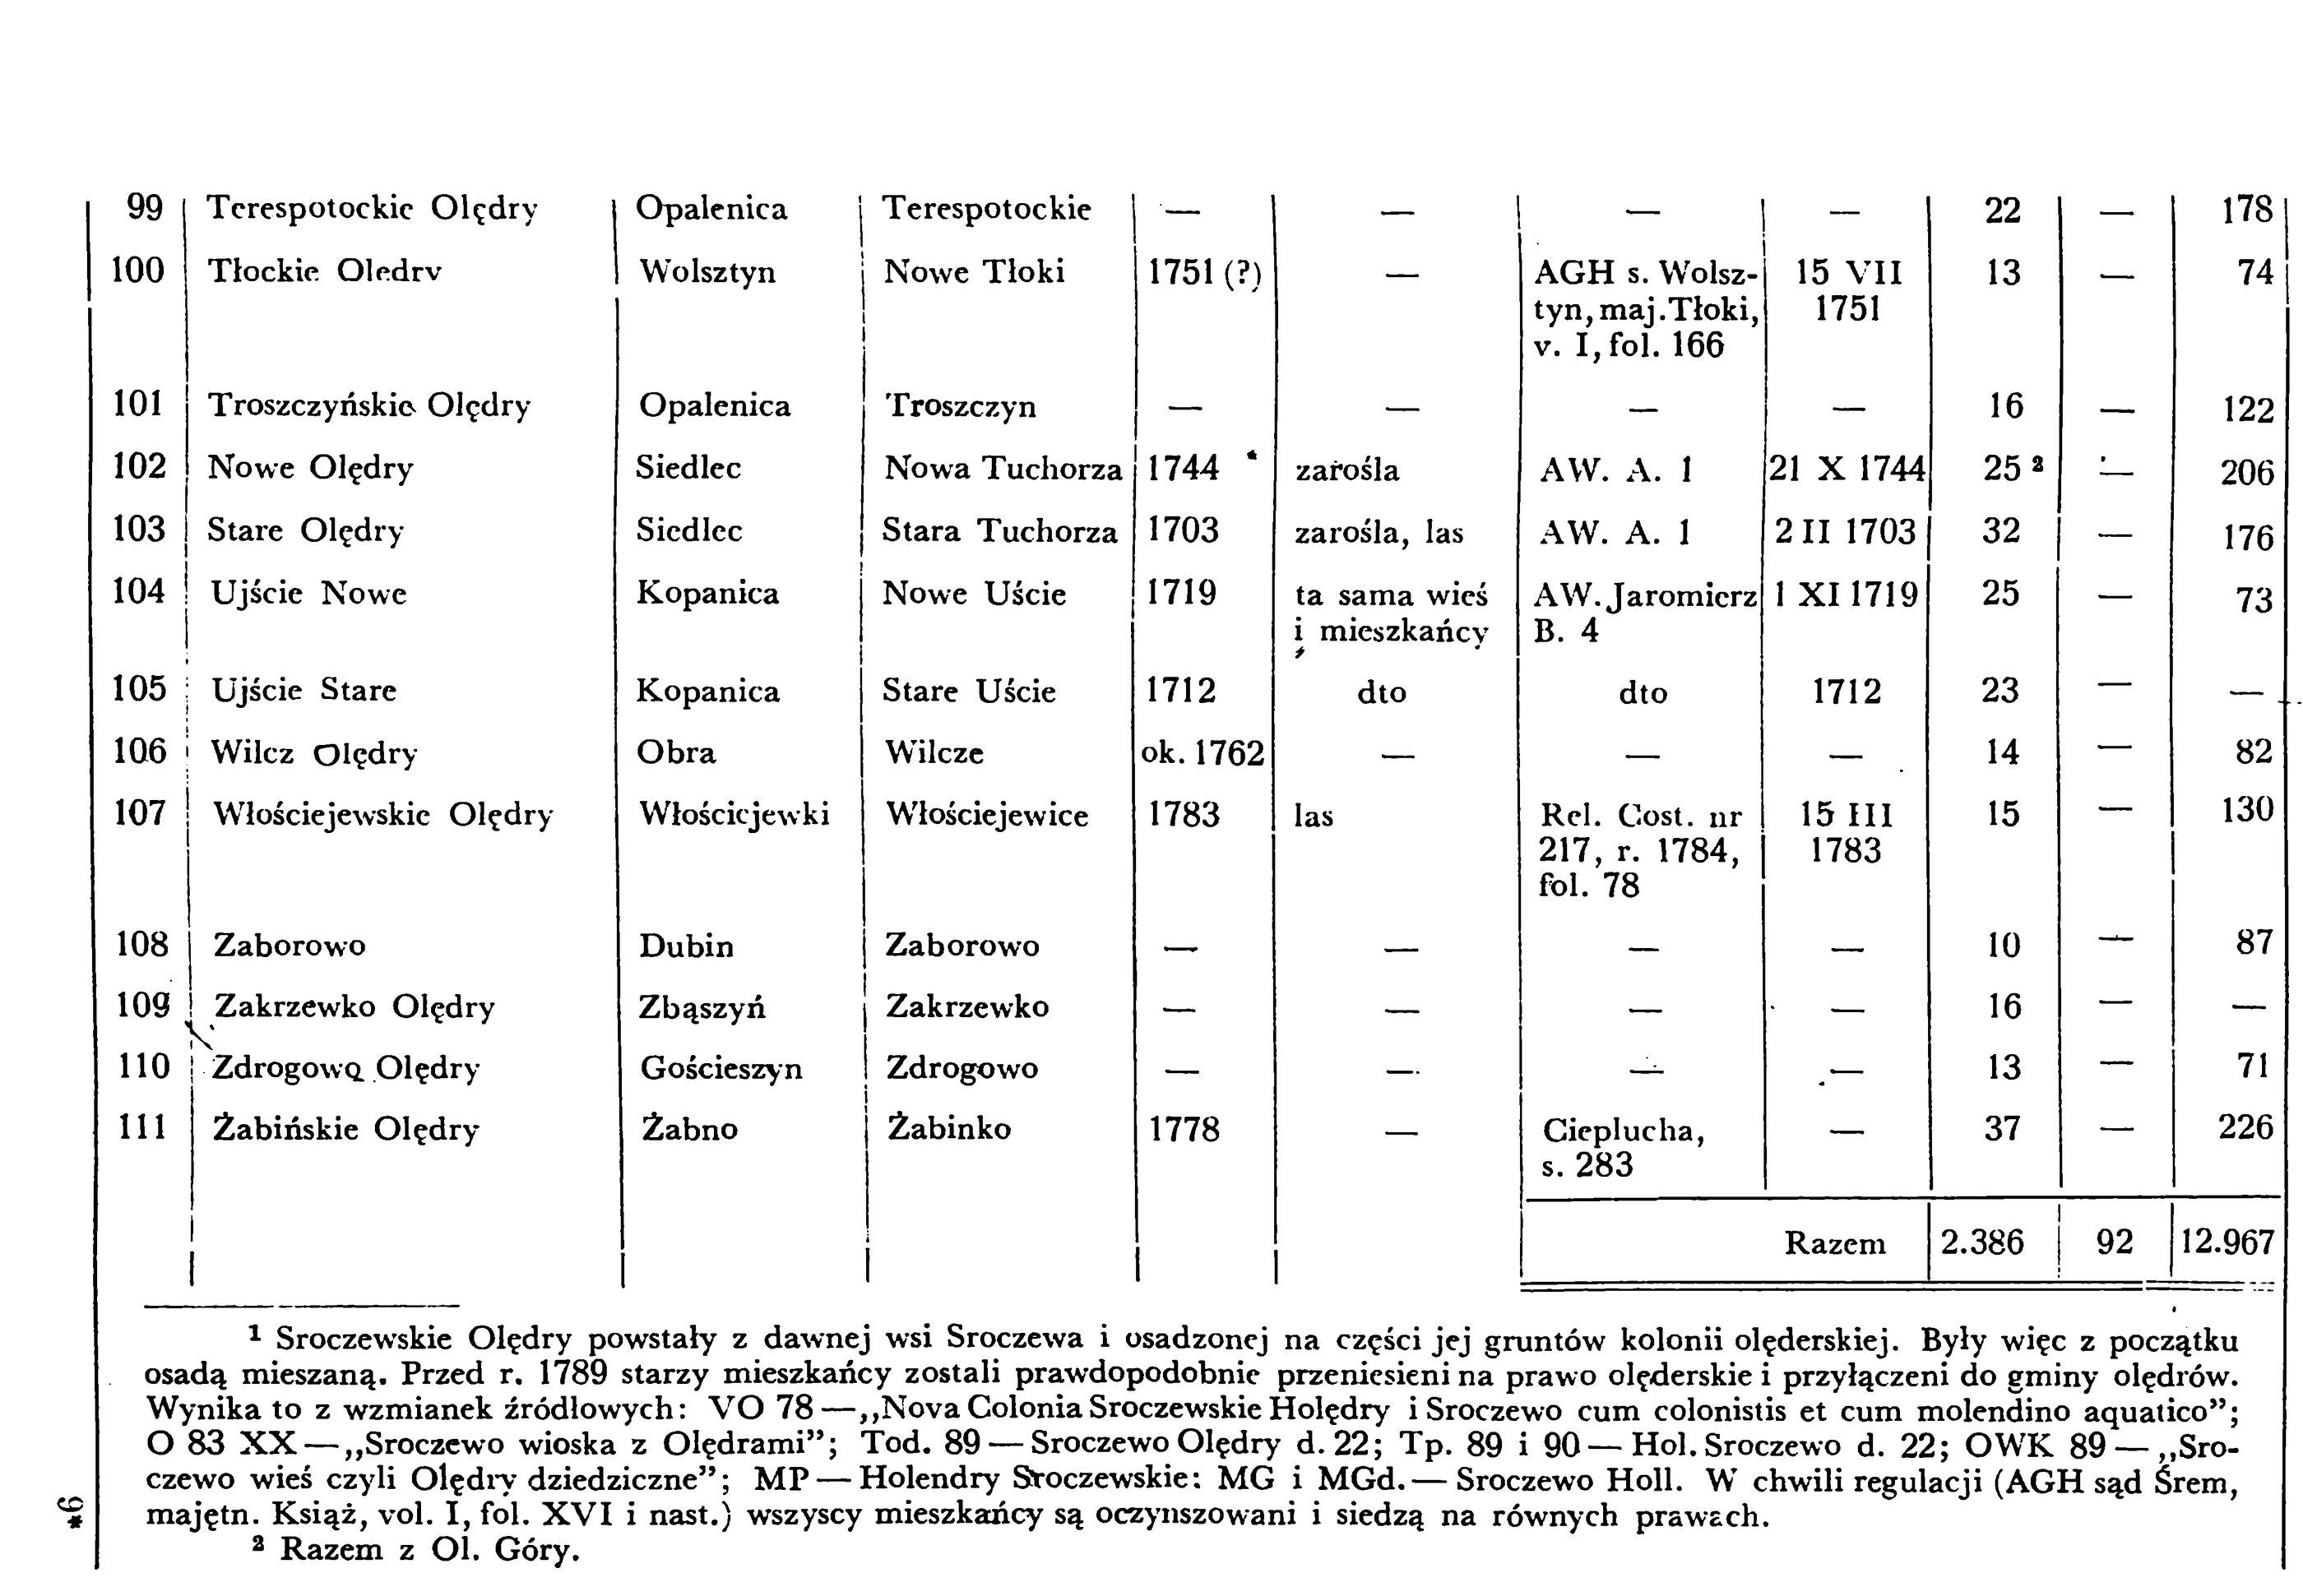 99 Terespotockie Olędry Opalenica Terespotockie — — — — 22 — 178
100 Tłockie Olędry Wolsztyn Nowe Tłoki 1751 (?) — AGH s. Wolsz- 15 VII 13 — 74
tyn, maj. Tłoki, 1751
v. I, fol. 166
101 Troszczyńskie Olędry Opalenica Troszczyn — — — — 16 — 122
102 Nowe Olędry Siedlec Nowa Tuchorza 1744 zarośla AW. A. 1 21 X 1744 25 ² — 206
103 Stare Olędry Siedlec Stara Tuchorza 1703 zarośla, las AW. A. 1 2 II 1703 32 — 176
104 Ujście Nowe Kopanica Nowe Uście 1719 ta sama wieś AW. Jaromierz 1 XI 1719 25 — 73
i mieszkańcy B. 4
105 Ujście Stare Kopanica Stare Uście 1712 dto dto 1712 23 — —
106 Wilcz Olędry Obra Wilcze ok. 1762 — — — 14 — 82
107 Włościejewskie Olędry Włościejewki Włościejewice 1783 las Rel. Cost. nr 15 III 15 — 130
217, r. 1784, 1783
fol. 78
108 Zaborowo Dubin Zaborowo — — — — 10 — 87
109 Zakrzewko Olędry Zbąszyń Zakrzewko — — — — 16 — —
110 Zdrogowo Olędry Gościeszyn Zdrogowo — — — — 13 — 71
111 Żabińskie Olędry Żabno Żabinko 1778 — Cieplucha, — 37 — 226
s. 283
Razem 2.386 92 12.967
¹ Sroczewskie Olędry powstały z dawnej wsi Sroczewa i osadzonej na części jej gruntów kolonii olęderskiej. Były więc z początku
osadą mieszaną. Przed r. 1789 starzy mieszkańcy zostali prawdopodobnie przeniesieni na prawo olęderskie i przyłączeni do gminy olędrów.
Wynika to z wzmianek źródłowych: VO 78 — „Nova Colonia Sroczewskie Holędry i Sroczewo cum colonistis et cum molendino aquatico”;
O 83 XX — „Sroczewo wioska z Olędrami”; Tod. 89 — Sroczewo Olędry d. 22; Tp. 89 i 90 — Hol. Sroczewo d. 22; OWK 89 — „Sro-
czewo wieś czyli Olędry dziedziczne”; MP — Holendry Sroczewskie: MG i MGd. — Sroczewo Holl. W chwili regulacji (AGH sąd Śrem,
majętn. Książ, vol. I, fol. XVI i nast.) wszyscy mieszkańcy są oczynszowani i siedzą na równych prawach.
² Razem z Ol. Góry.
9*